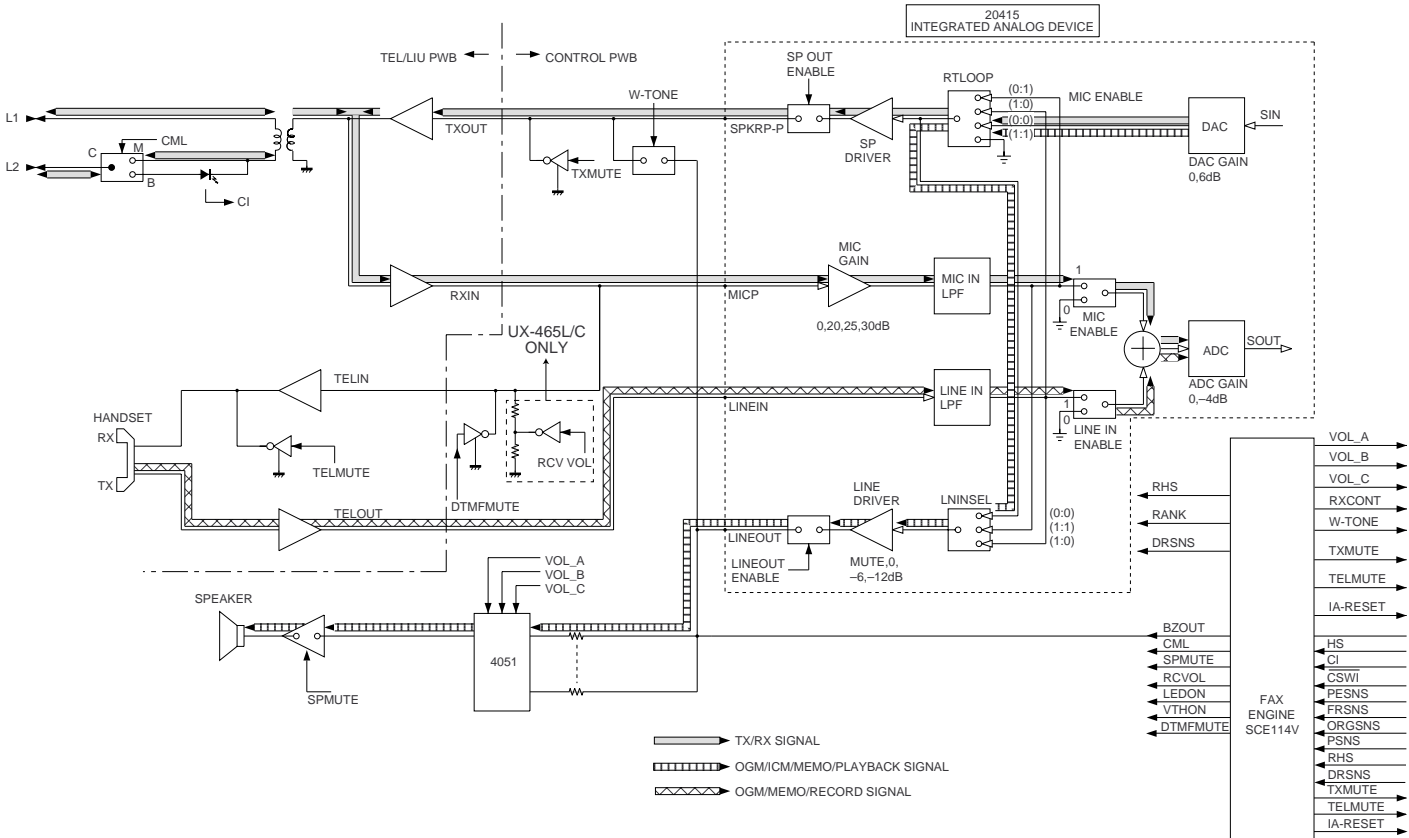 20415
INTEGRATED ANALOG DEVICE
TEL/LIU PWB
CONTROL PWB
SP OUT
ENABLE
RTLOOP
W-TONE
(0:1)
(1:0)
(0:0)
(1:1)
MIC ENABLE
DAC
SIN
DAC GAIN
0,6dB
L1
L2
C
M
B
CML
CI
TXOUT
TXMUTE
SPKRP-P
SP
DRIVER
MIC
GAIN
RXIN
MICP
0,20,25,30dB
MIC IN
LPF
1
0
MIC
ENABLE
ADC
SOUT
ADC GAIN
0,–4dB
UX-465L/C
ONLY
TELIN
HANDSET
RX
TX
TELMUTE
DTMFMUTE
RCV VOL
LINEIN
LINE IN
LPF
1
0
LINE IN
ENABLE
TELOUT
LINE
DRIVER
LNINSEL
(0:0)
(1:1)
(1:0)
LINEOUT
LINEOUT
ENABLE
MUTE,0,
–6,–12dB
VOL_A
VOL_B
VOL_C
SPEAKER
SPMUTE
4051
RHS
RANK
DRSNS
BZOUT
CML
SPMUTE
RCVOL
LEDON
VTHON
DTMFMUTE
FAX
ENGINE
SCE114V
VOL_A
VOL_B
VOL_C
RXCONT
W-TONE
TXMUTE
TELMUTE
IA-RESET
HS
CI
CSWI
PESNS
FRSNS
ORGSNS
PSNS
RHS
DRSNS
TXMUTE
TELMUTE
IA-RESET
TX/RX SIGNAL
OGM/ICM/MEMO/PLAYBACK SIGNAL
OGM/MEMO/RECORD SIGNAL